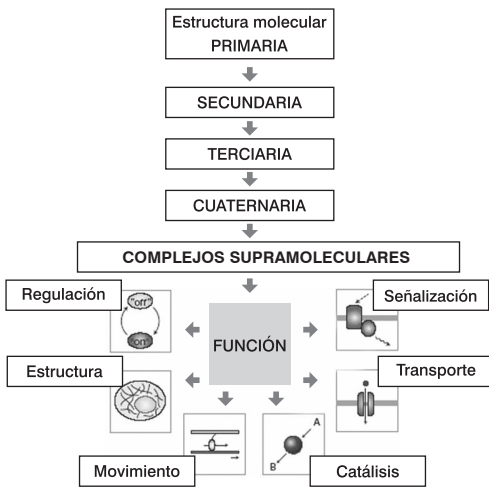 Estructura molecular
PRIMARIA
SECUNDARIA
TERCIARIA
CUATERNARIA
COMPLEJOS SUPRAMOLECULARES
Regulación
"off"
"on"
Señalización
FUNCIÓN
Estructura
Transporte
A
B
Movimiento
Catálisis